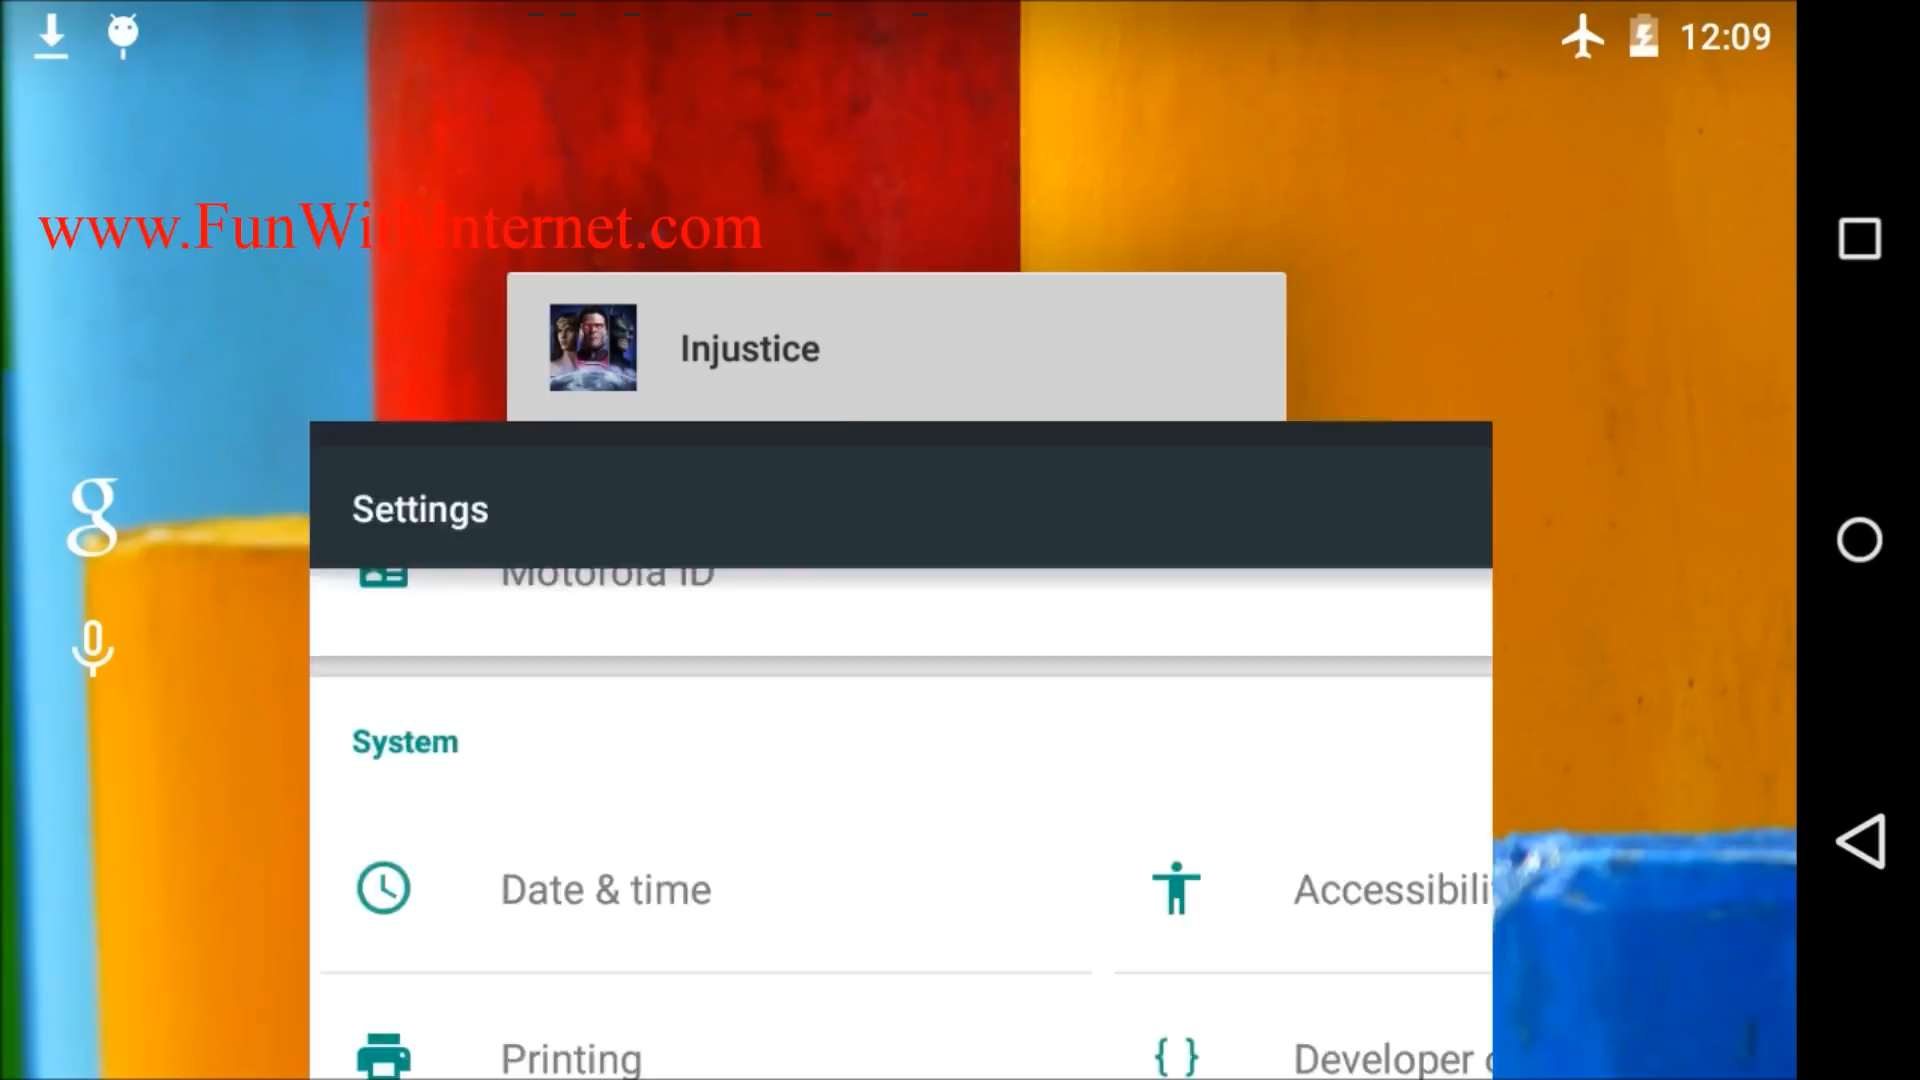 12:09
www.FunWithInternet.com
Injustice
Settings
Motorola ID
System
Date & time
Accessibili
Printing
Developer